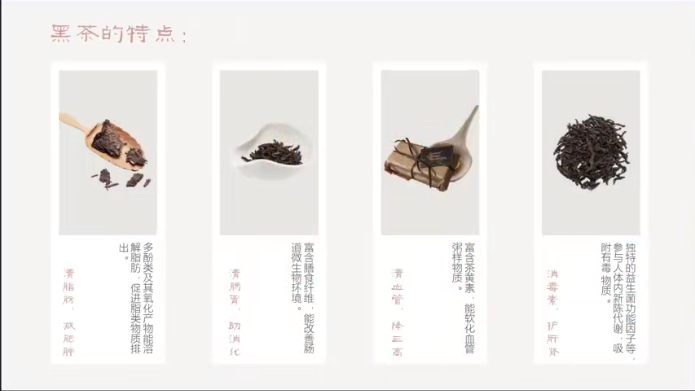 黑茶的特点：
多酚类及其氧化产物能溶
解脂肪、促进脂类物质排
出。
清脂肪、减肥胖
富含膳食纤维，能改善肠
道微生物环境。
清肠胃、助消化
富含茶黄素，能软化血管
粥样物质。
清血管、降三高
独特的益生菌功能因子等，
参与人体内新陈代谢、吸
附有毒物质。
消毒素、护肝肾